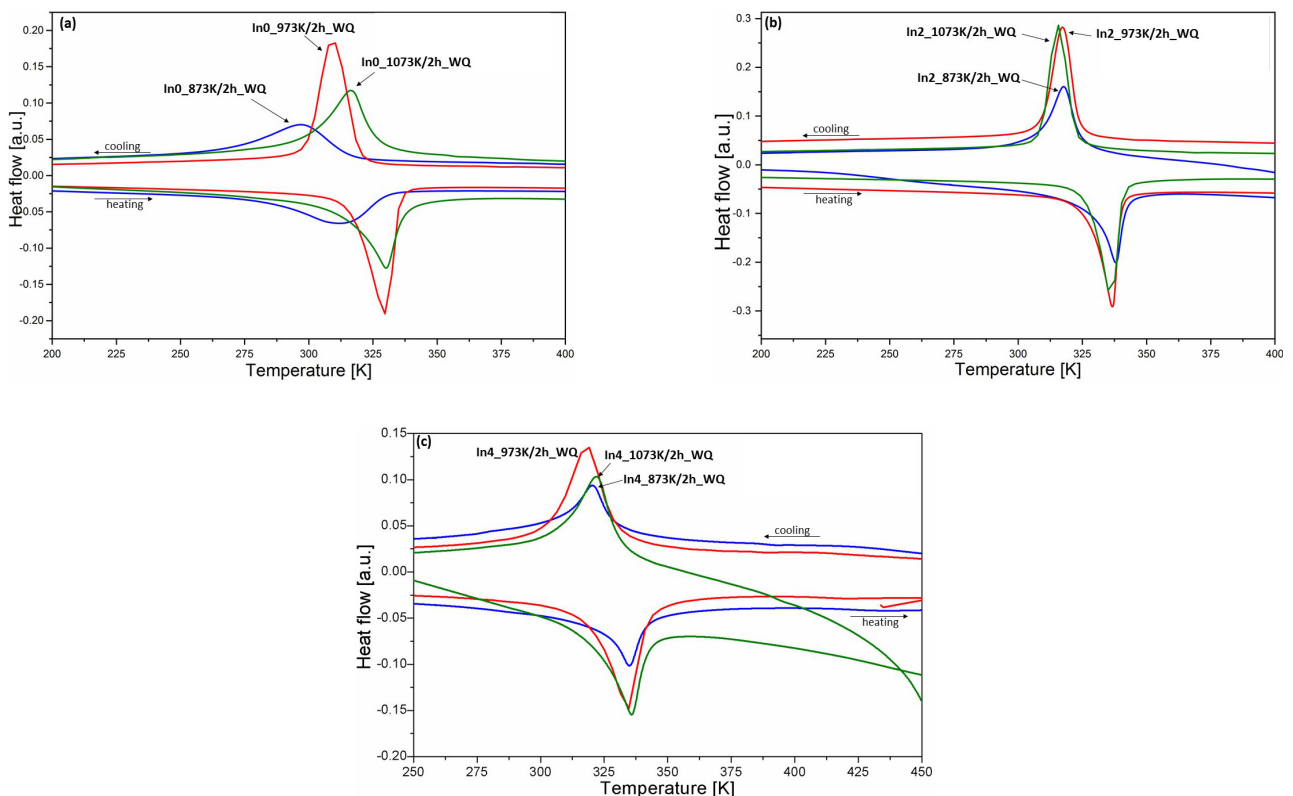 (a)
In0_973K/2h_WQ
In0_1073K/2h_WQ
In0_873K/2h_WQ
cooling
heating
Heat flow [a.u.]
0.20
0.15
0.10
0.05
0.00
-0.05
-0.10
-0.15
-0.20
200 225 250 275 300 325 350 375 400
Temperature [K]
(b)
In2_1073K/2h_WQ
In2_973K/2h_WQ
In2_873K/2h_WQ
cooling
heating
Heat flow [a.u.]
0.3
0.2
0.1
0.0
-0.1
-0.2
-0.3
200 225 250 275 300 325 350 375 400
Temperature [K]
(c)
In4_973K/2h_WQ
In4_1073K/2h_WQ
In4_873K/2h_WQ
cooling
heating
Heat flow [a.u.]
0.15
0.10
0.05
0.00
-0.05
-0.10
-0.15
-0.20
250 275 300 325 350 375 400 425 450
Temperature [K]